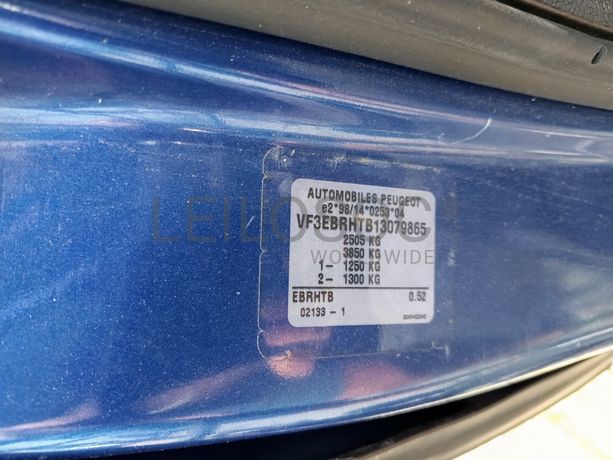 AUTOMOBILES PEUGEOT
e2*98/14*0253*04
VF3EBRHTB13079865
2505 KG
3850 KG
1- 1250 KG
2- 1300 KG
EBRHTB 0.52
02133 - 1
LEILOSOC
WORLDWIDE